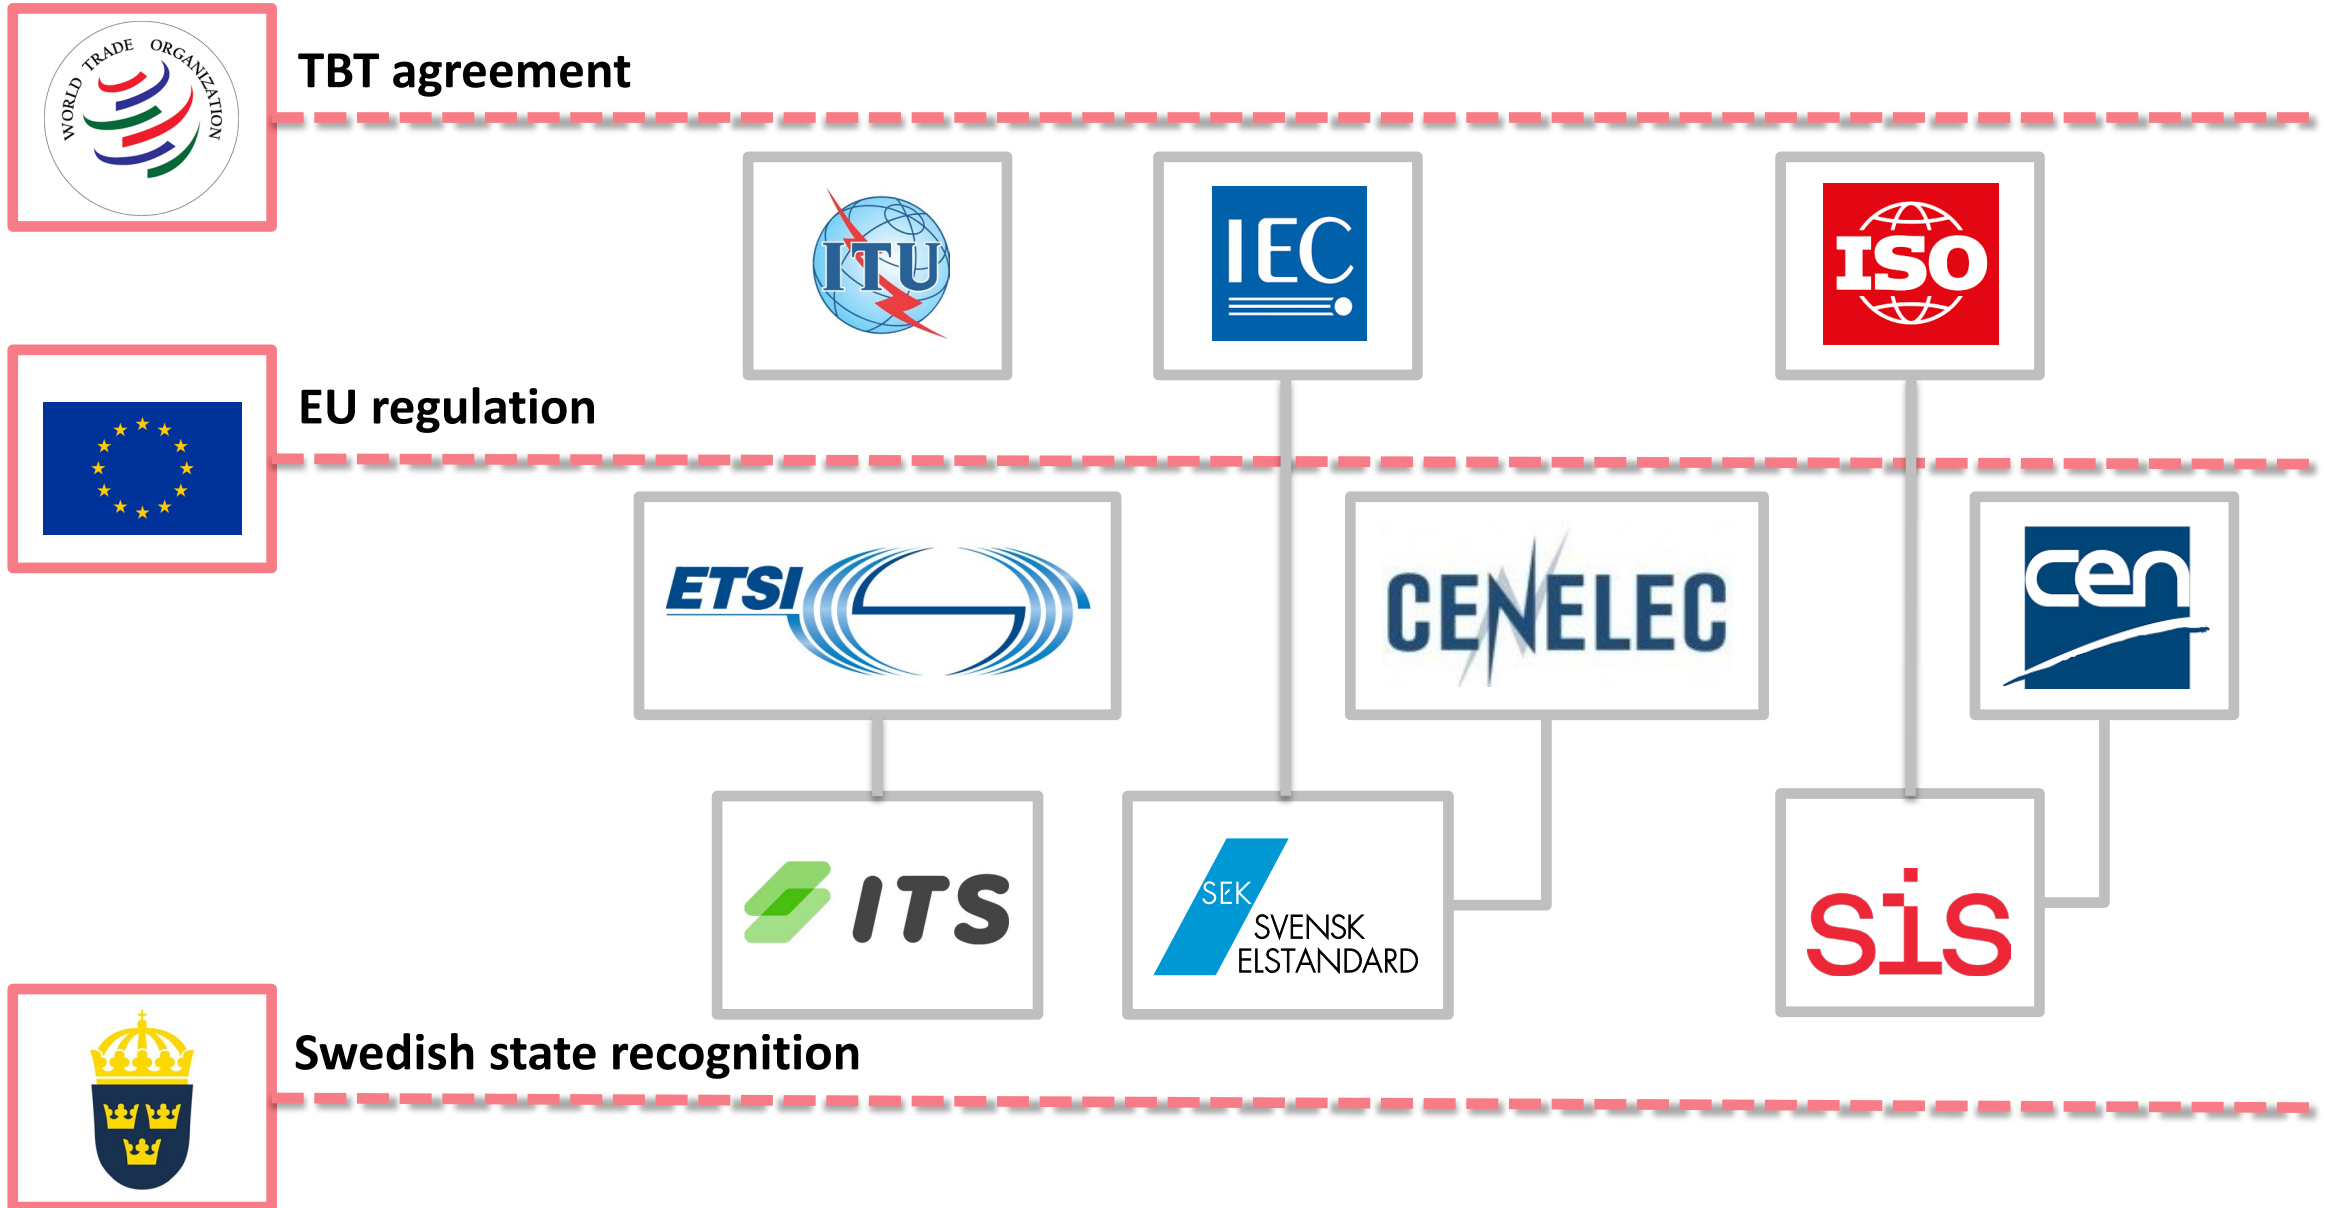 WORLD TRADE ORGANIZATION
TBT agreement
ITU
IEC
ISO
EU regulation
ETSI
CENELEC
cen
ITS
SEK
SVENSK
ELSTANDARD
sis
Swedish state recognition